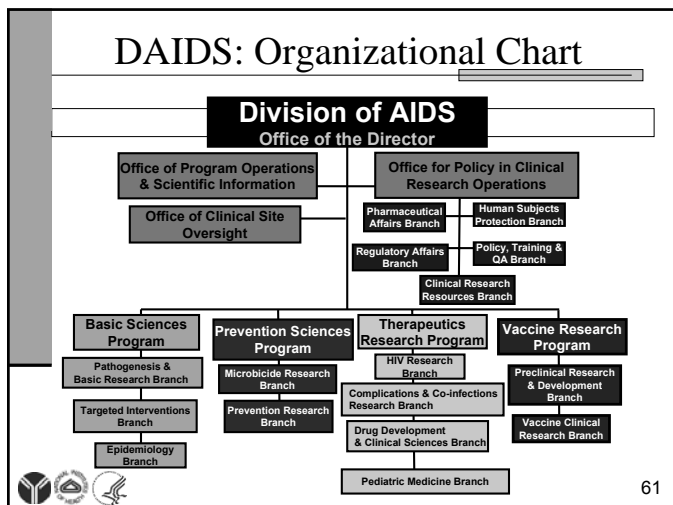 DAIDS: Organizational Chart
Division of AIDS
Office of the Director
Office of Program Operations
& Scientific Information
Office for Policy in Clinical
Research Operations
Office of Clinical Site
Oversight
Pharmaceutical
Affairs Branch
Human Subjects
Protection Branch
Regulatory Affairs
Branch
Policy, Training &
QA Branch
Clinical Research
Resources Branch
Basic Sciences
Program
Pathogenesis &
Basic Research Branch
Targeted Interventions
Branch
Epidemiology
Branch
Prevention Sciences
Program
Microbicide Research
Branch
Prevention Research
Branch
Therapeutics
Research Program
HIV Research
Branch
Complications & Co-infections
Research Branch
Drug Development
& Clinical Sciences Branch
Pediatric Medicine Branch
Vaccine Research
Program
Preclinical Research
& Development
Branch
Vaccine Clinical
Research Branch
61